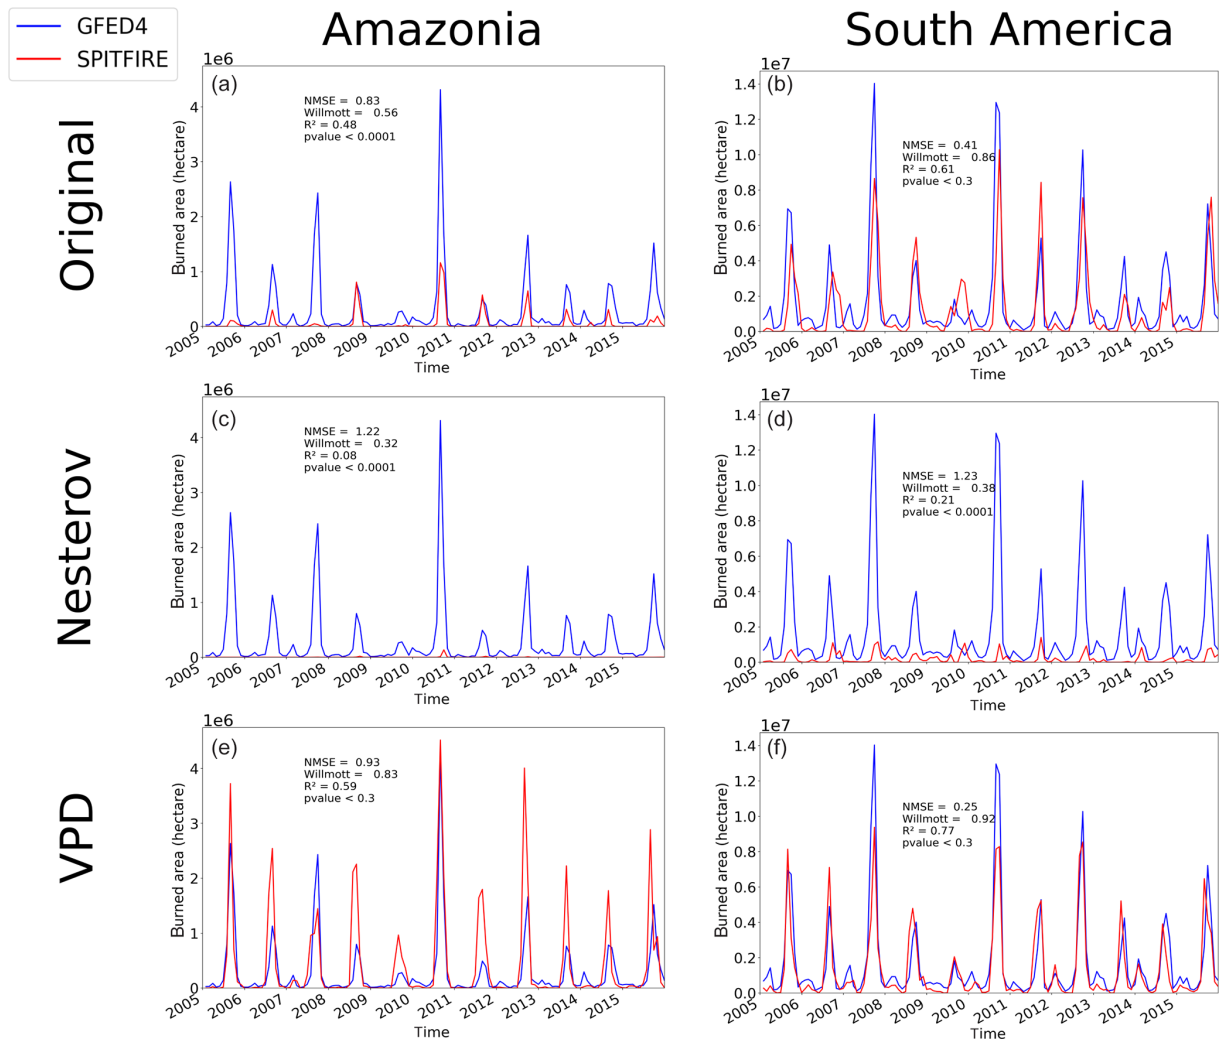 GFED4
SPITFIRE
Amazonia
South America
Original
Nesterov
VPD
1e6
(a)
NMSE = 0.83
Willmott = 0.56
R² = 0.48
pvalue < 0.0001
Burned area (hectare)
4
3
2
1
0
2005 2006 2007 2008 2009 2010 2011 2012 2013 2014 2015
Time
1e7
(b)
NMSE = 0.41
Willmott = 0.86
R² = 0.61
pvalue < 0.3
Burned area (hectare)
1.4
1.2
1.0
0.8
0.6
0.4
0.2
0.0
2005 2006 2007 2008 2009 2010 2011 2012 2013 2014 2015
Time
1e6
(c)
NMSE = 1.22
Willmott = 0.32
R² = 0.08
pvalue < 0.0001
Burned area (hectare)
4
3
2
1
0
2005 2006 2007 2008 2009 2010 2011 2012 2013 2014 2015
Time
1e7
(d)
NMSE = 1.23
Willmott = 0.38
R² = 0.21
pvalue < 0.0001
Burned area (hectare)
1.4
1.2
1.0
0.8
0.6
0.4
0.2
0.0
2005 2006 2007 2008 2009 2010 2011 2012 2013 2014 2015
Time
1e6
(e)
NMSE = 0.93
Willmott = 0.83
R² = 0.59
pvalue < 0.3
Burned area (hectare)
4
3
2
1
0
2005 2006 2007 2008 2009 2010 2011 2012 2013 2014 2015
Time
1e7
(f)
NMSE = 0.25
Willmott = 0.92
R² = 0.77
pvalue < 0.3
Burned area (hectare)
1.4
1.2
1.0
0.8
0.6
0.4
0.2
0.0
2005 2006 2007 2008 2009 2010 2011 2012 2013 2014 2015
Time